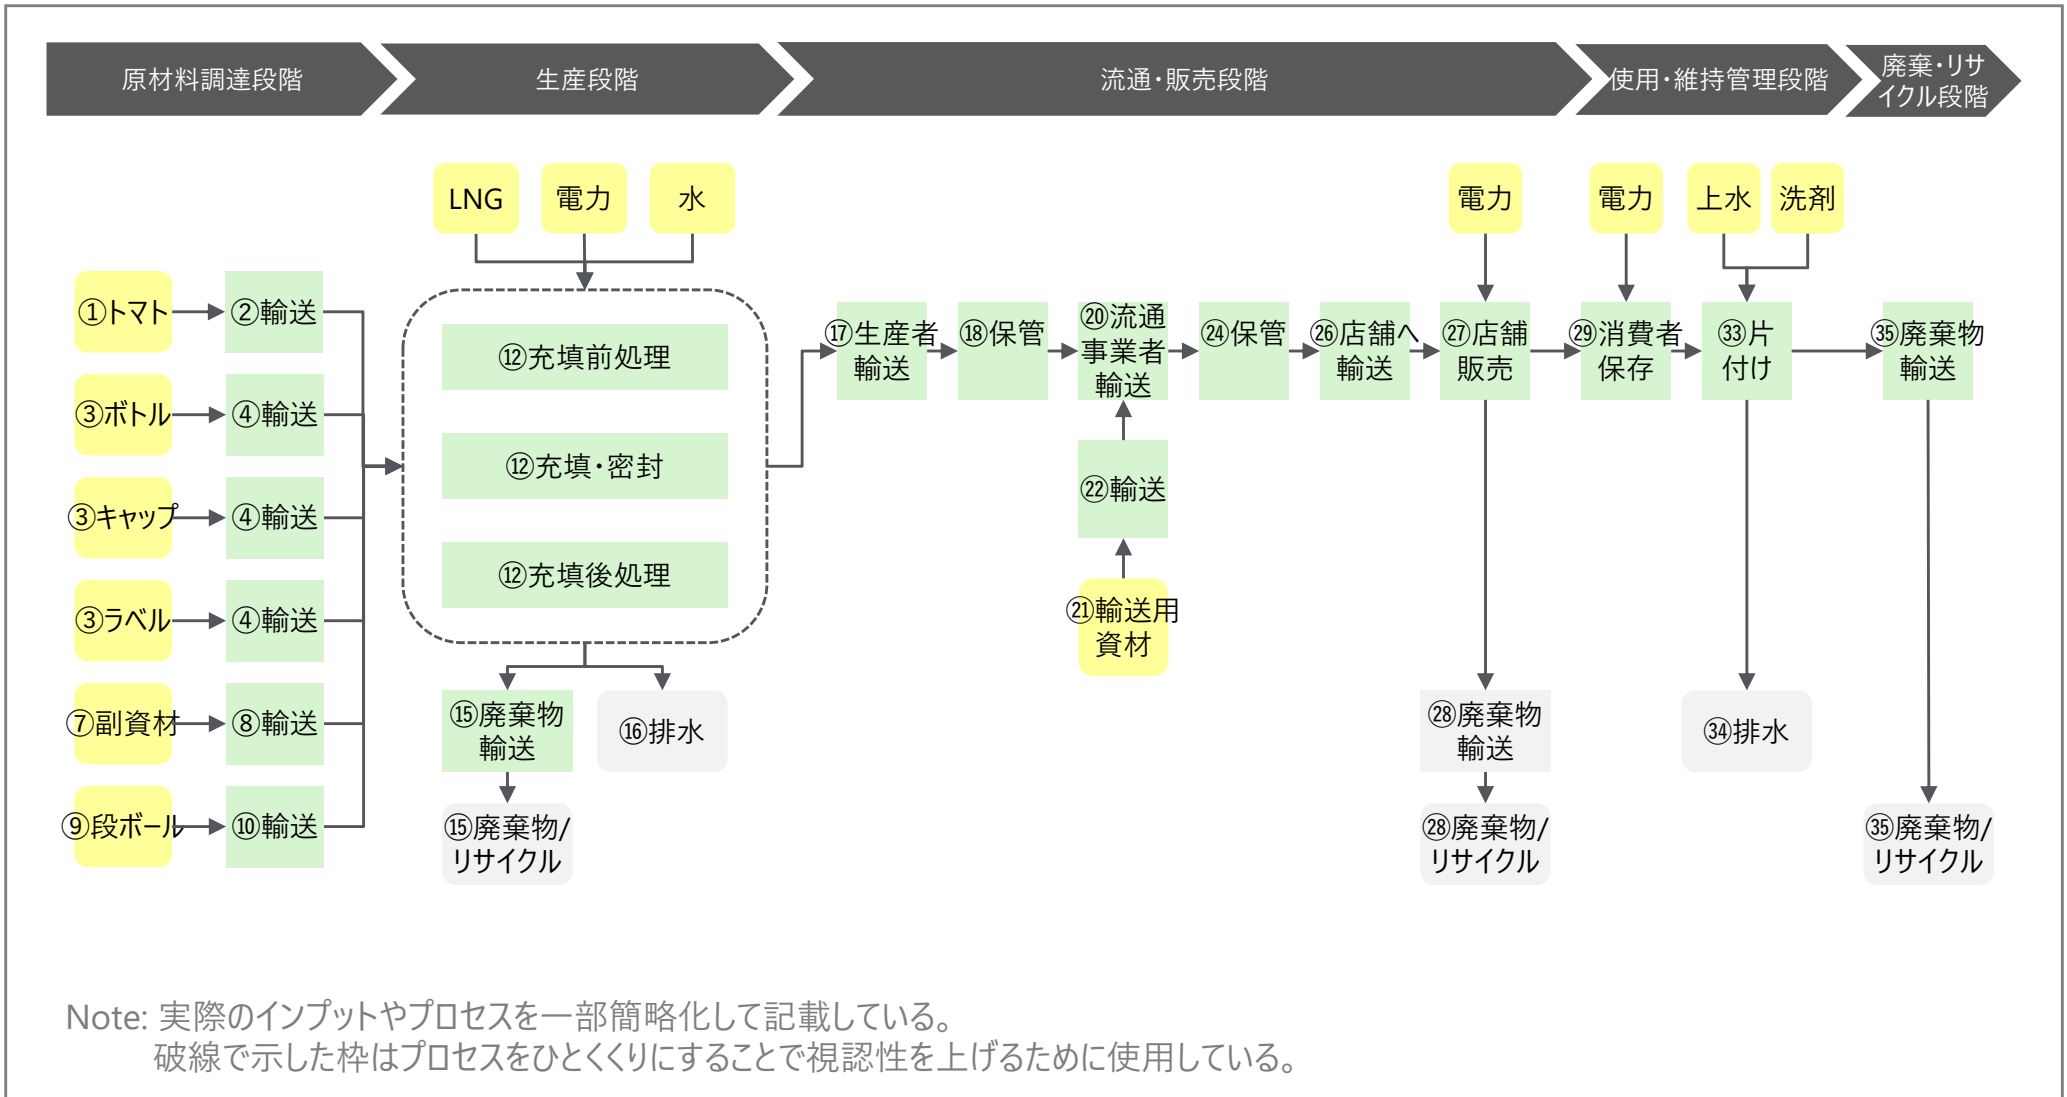 原材料調達段階
生産段階
流通・販売段階
使用・維持管理段階
廃棄・リサ
イクル段階
LNG
電力
水
電力
電力
上水
洗剤
①トマト
②輸送
③ボトル
④輸送
③キャップ
④輸送
③ラベル
④輸送
⑦副資材
⑧輸送
⑨段ボール
⑩輸送
⑫充填前処理
⑫充填・密封
⑫充填後処理
⑮廃棄物
輸送
⑯排水
⑮廃棄物/
リサイクル
⑰生産者
輸送
⑱保管
⑳流通
事業者
輸送
㉒輸送
㉑輸送用
資材
㉔保管
㉖店舗へ
輸送
㉗店舗
販売
㉘廃棄物
輸送
㉘廃棄物/
リサイクル
㉙消費者
保存
㉝片
付け
㉞排水
㉟廃棄物
輸送
㉟廃棄物/
リサイクル
Note: 実際のインプットやプロセスを一部簡略化して記載している。
破線で示した枠はプロセスをひとくくりにすることで視認性を上げるために使用している。